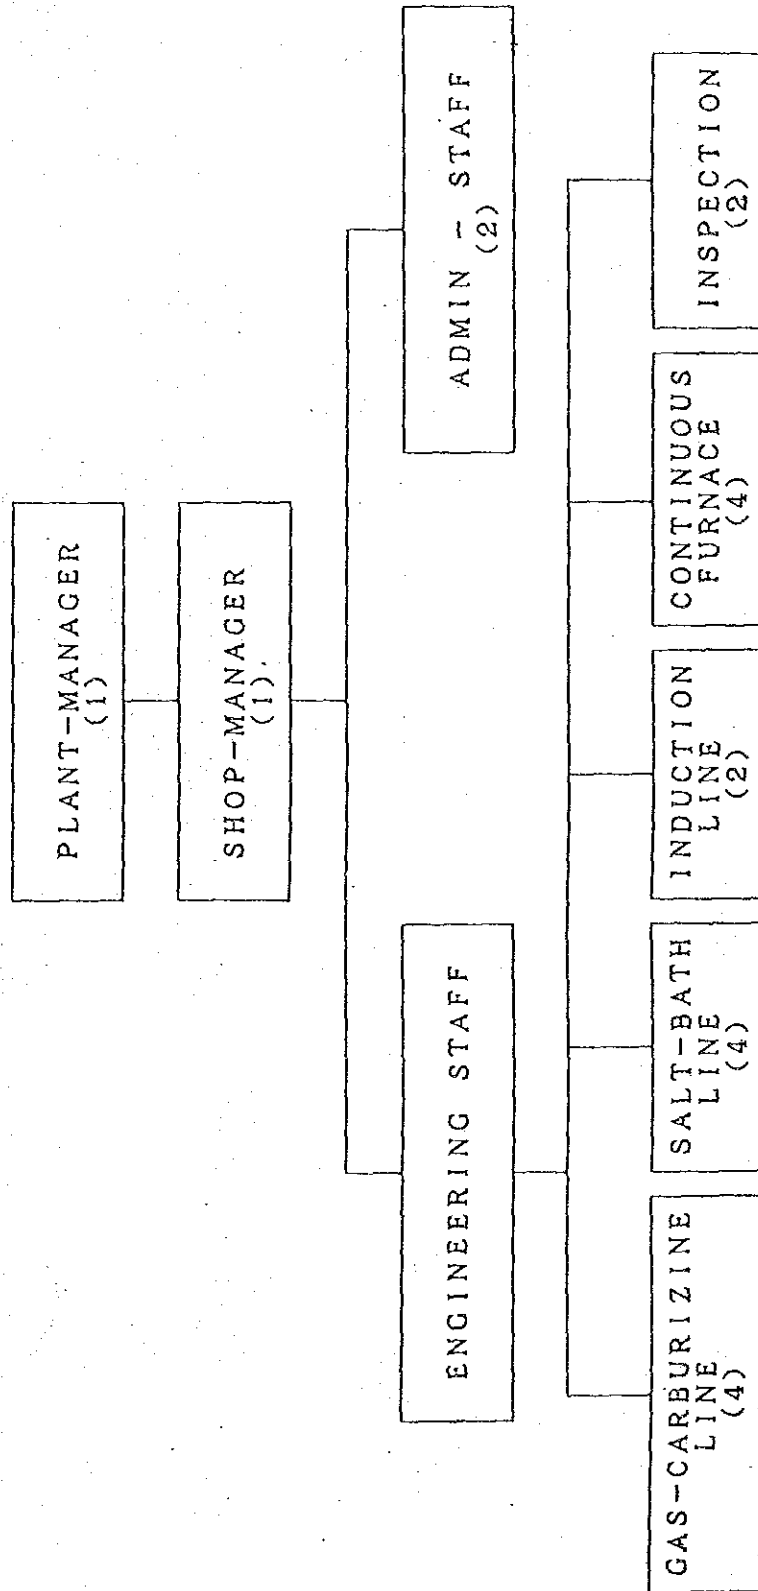 PLANT-MANAGER
(1)
SHOP-MANAGER
(1)
ENGINEERING STAFF
ADMIN - STAFF
(2)
GAS-CARBURIZINE
LINE
(4)
SALT-BATH
LINE
(4)
INDUCTION
LINE
(2)
CONTINUOUS
FURNACE
(4)
INSPECTION
(2)